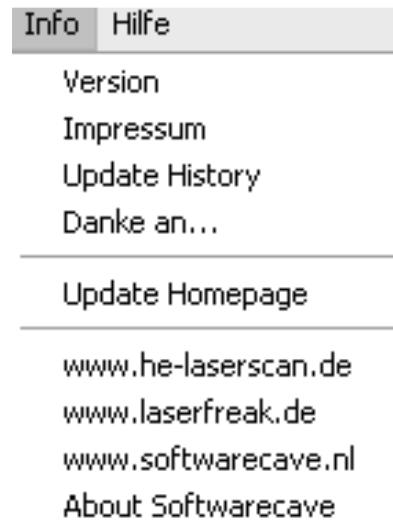 Info Hilfe
Version
Impressum
Update History
Danke an...
Update Homepage
www.he-laserscan.de
www.laserfreak.de
www.softwarecave.nl
About Softwarecave